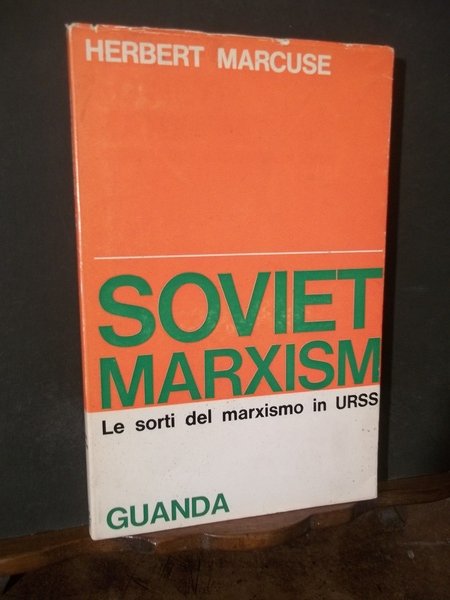 HERBERT MARCUSE
SOVIET
MARXISM
Le sorti del marxismo in URSS
GUANDA